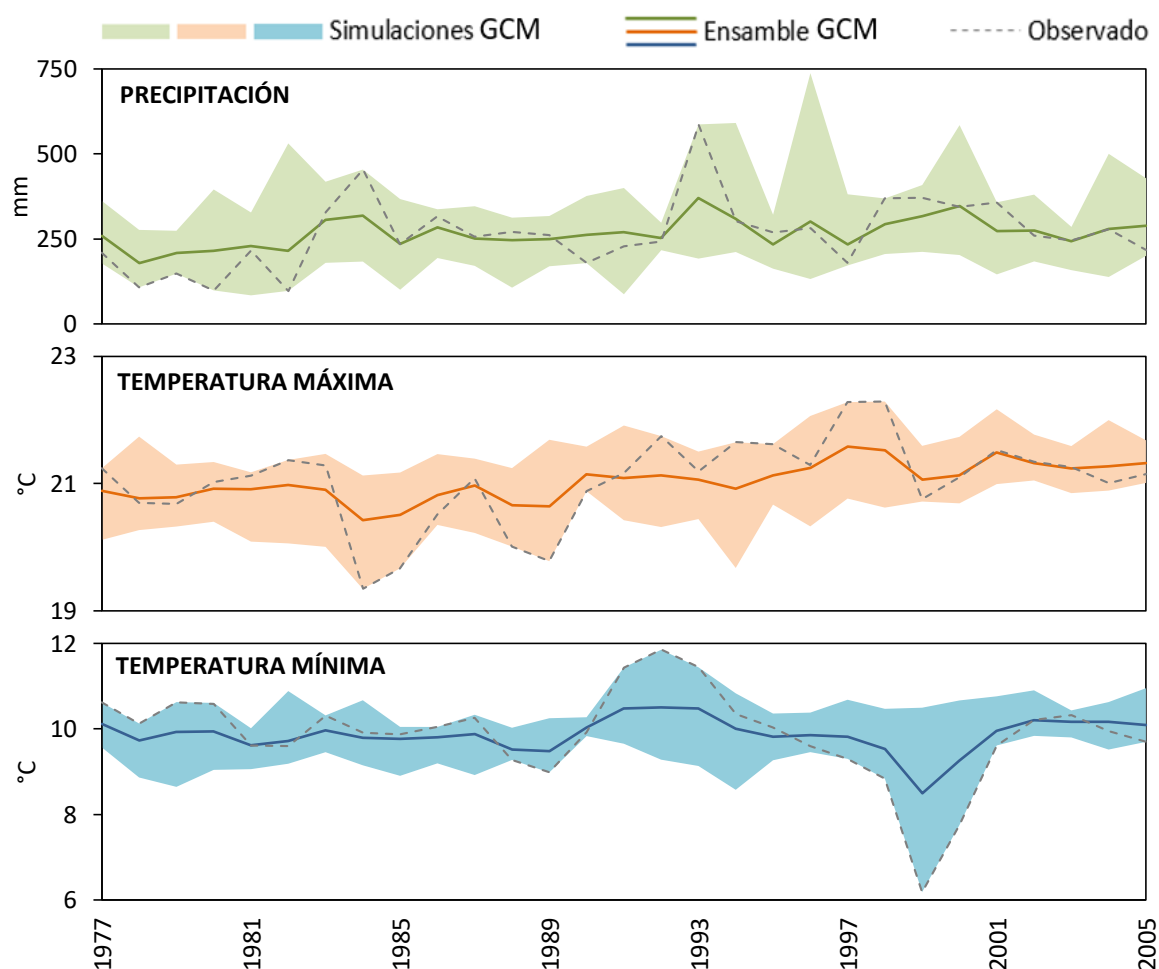 Simulaciones GCM Ensamble GCM Observado
PRECIPITACIÓN
750
500
250
0
mm
TEMPERATURA MÁXIMA
23
21
19
°C
TEMPERATURA MÍNIMA
12
10
8
6
°C
1977 1981 1985 1989 1993 1997 2001 2005